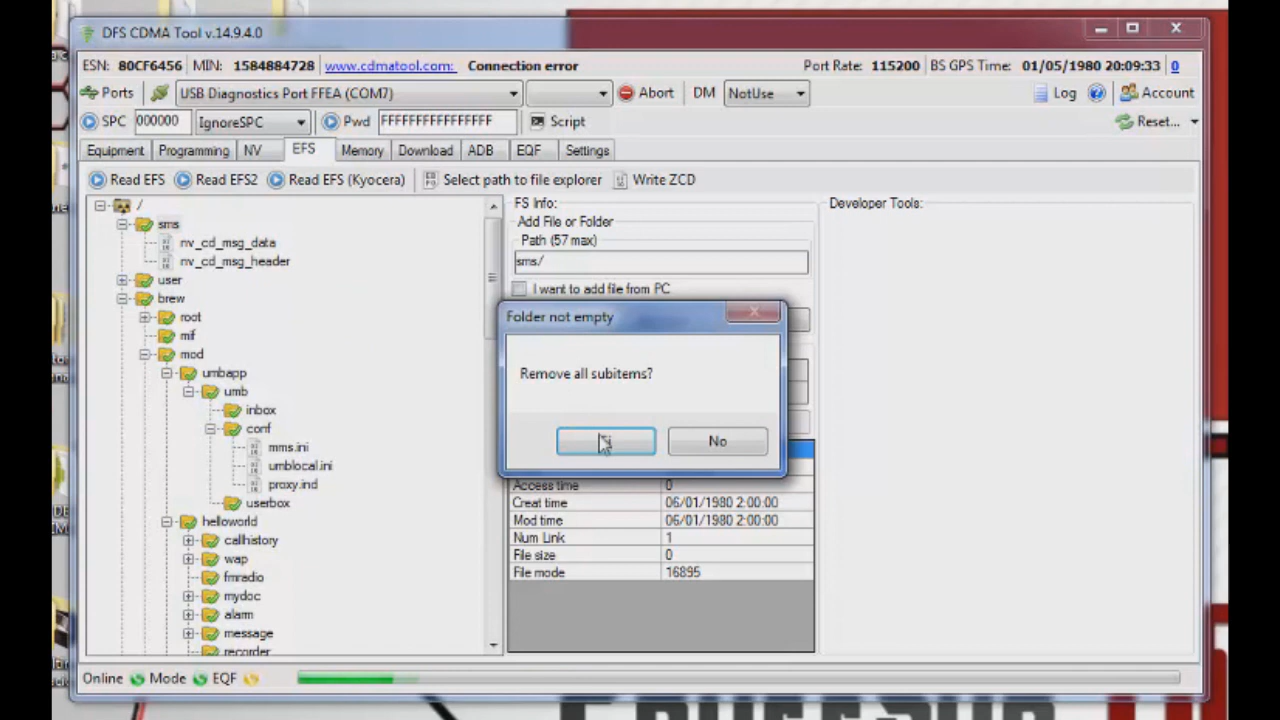 DFS CDMA Tool v.14.9.4.0
ESN: 80CF6456 MIN: 1584884728 www.cdmatool.com: Connection error Port Rate: 115200 BS GPS Time: 01/05/1980 20:09:33 0
Ports USB Diagnostics Port FFEA (COM7) Abort DM NotUse Log Account
SPC 000000 IgnoreSPC Pwd FFFFFFFFFFFFFFFF Script Reset...
Equipment Programming NV EFS Memory Download ADB EQF Settings
Read EFS Read EFS2 Read EFS (Kyocera) Select path to file explorer Write ZCD
/
sms
nv_cd_msg_data
nv_cd_msg_header
user
brew
root
mif
mod
umbapp
umb
inbox
conf
mms.ini
umblocal.ini
proxy.ind
userbox
helloworld
callhistory
wap
fmradio
mydoc
alarm
message
recorder
FS Info:
Add File or Folder
Path (57 max)
sms/
I want to add file from PC
Folder not empty
Remove all subitems?
No
Access time 0
Creat time 06/01/1980 2:00:00
Mod time 06/01/1980 2:00:00
Num Link 1
File size 0
File mode 16895
Developer Tools:
Online Mode EQF